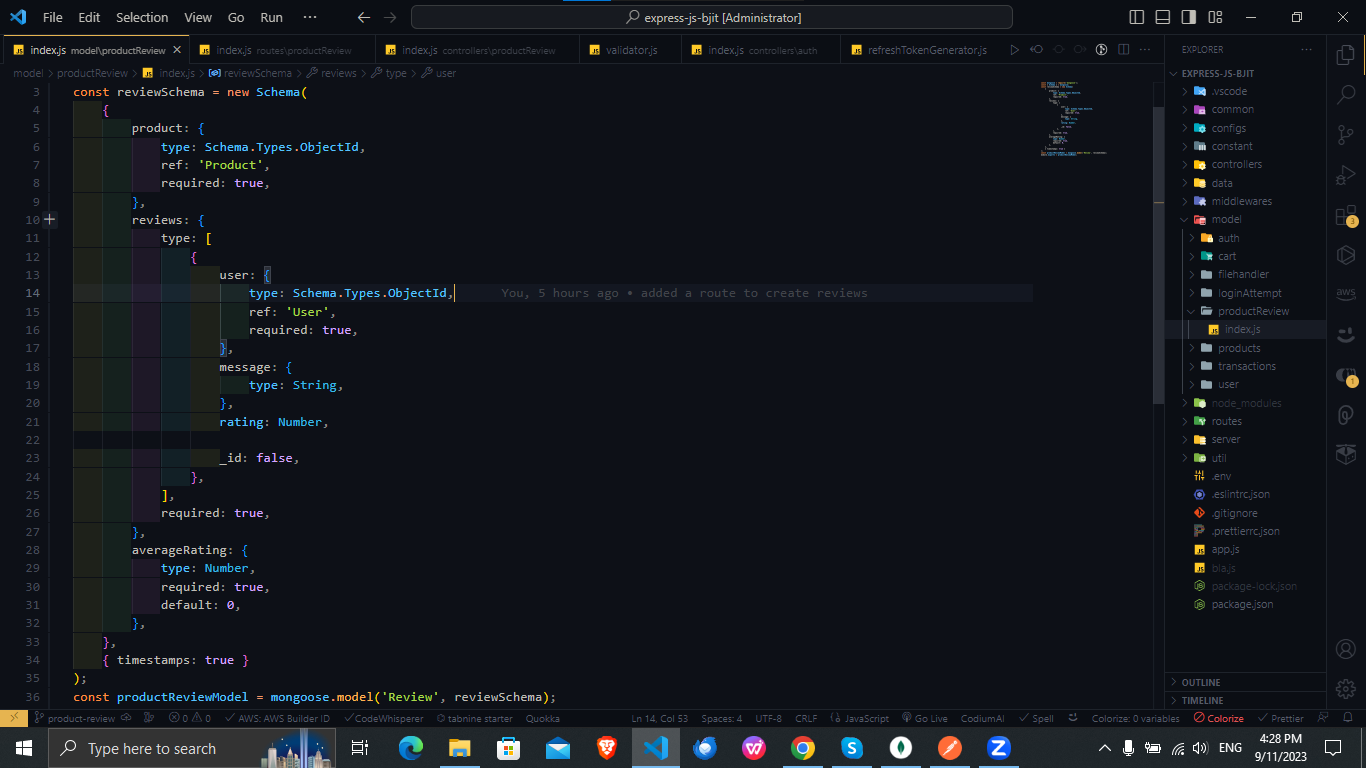 File Edit Selection View Go Run ··· express-js-bjit [Administrator]
index.js model\productReview index.js routes\productReview index.js controllers\productReview validator.js index.js controllers\auth refreshTokenGenerator.js
model > productReview > index.js > reviewSchema > reviews > type > user
3 const reviewSchema = new Schema(
4 {
5 product: {
6 type: Schema.Types.ObjectId,
7 ref: 'Product',
8 required: true,
9 },
10 reviews: {
11 type: [
12 {
13 user: {
14 type: Schema.Types.ObjectId, You, 5 hours ago • added a route to create reviews
15 ref: 'User',
16 required: true,
17 },
18 message: {
19 type: String,
20 },
21 rating: Number,
22
23 _id: false,
24 },
25 ],
26 required: true,
27 },
28 averageRating: {
29 type: Number,
30 required: true,
31 default: 0,
32 },
33 },
34 { timestamps: true }
35 );
36 const productReviewModel = mongoose.model('Review', reviewSchema);
EXPLORER
EXPRESS-JS-BJIT
.vscode
common
configs
constant
controllers
data
middlewares
model
auth
cart
filehandler
loginAttempt
productReview
index.js
products
transactions
user
node_modules
routes
server
util
.env
.eslintrc.json
.gitignore
.prettierrc.json
app.js
bia.js
package-lock.json
package.json
OUTLINE
TIMELINE
aws
3
1
product-review 0 0 AWS: AWS Builder ID CodeWhisperer tabnine starter Quokka Ln 14, Col 53 Spaces: 4 UTF-8 CRLF JavaScript Go Live CodiumAI Spell Colorize: 0 variables Colorize Prettier
Type here to search
ENG
4:28 PM
9/11/2023